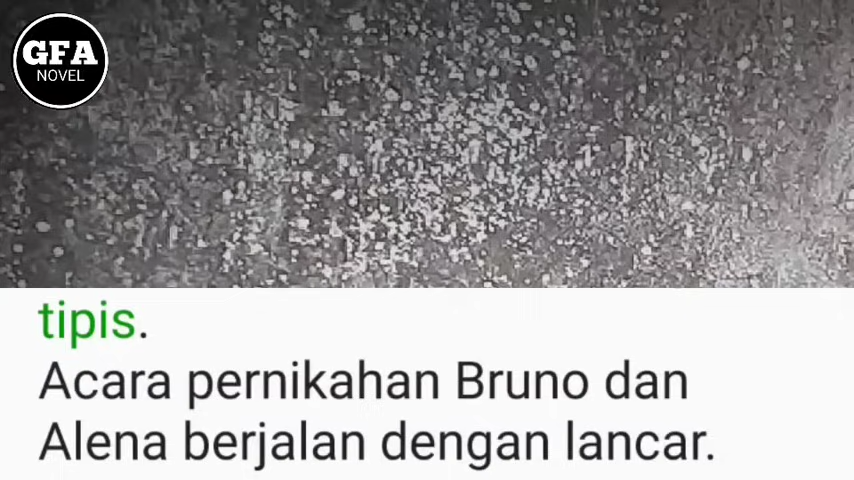 GFA
NOVEL
tipis.
Acara pernikahan Bruno dan
Alena berjalan dengan lancar.